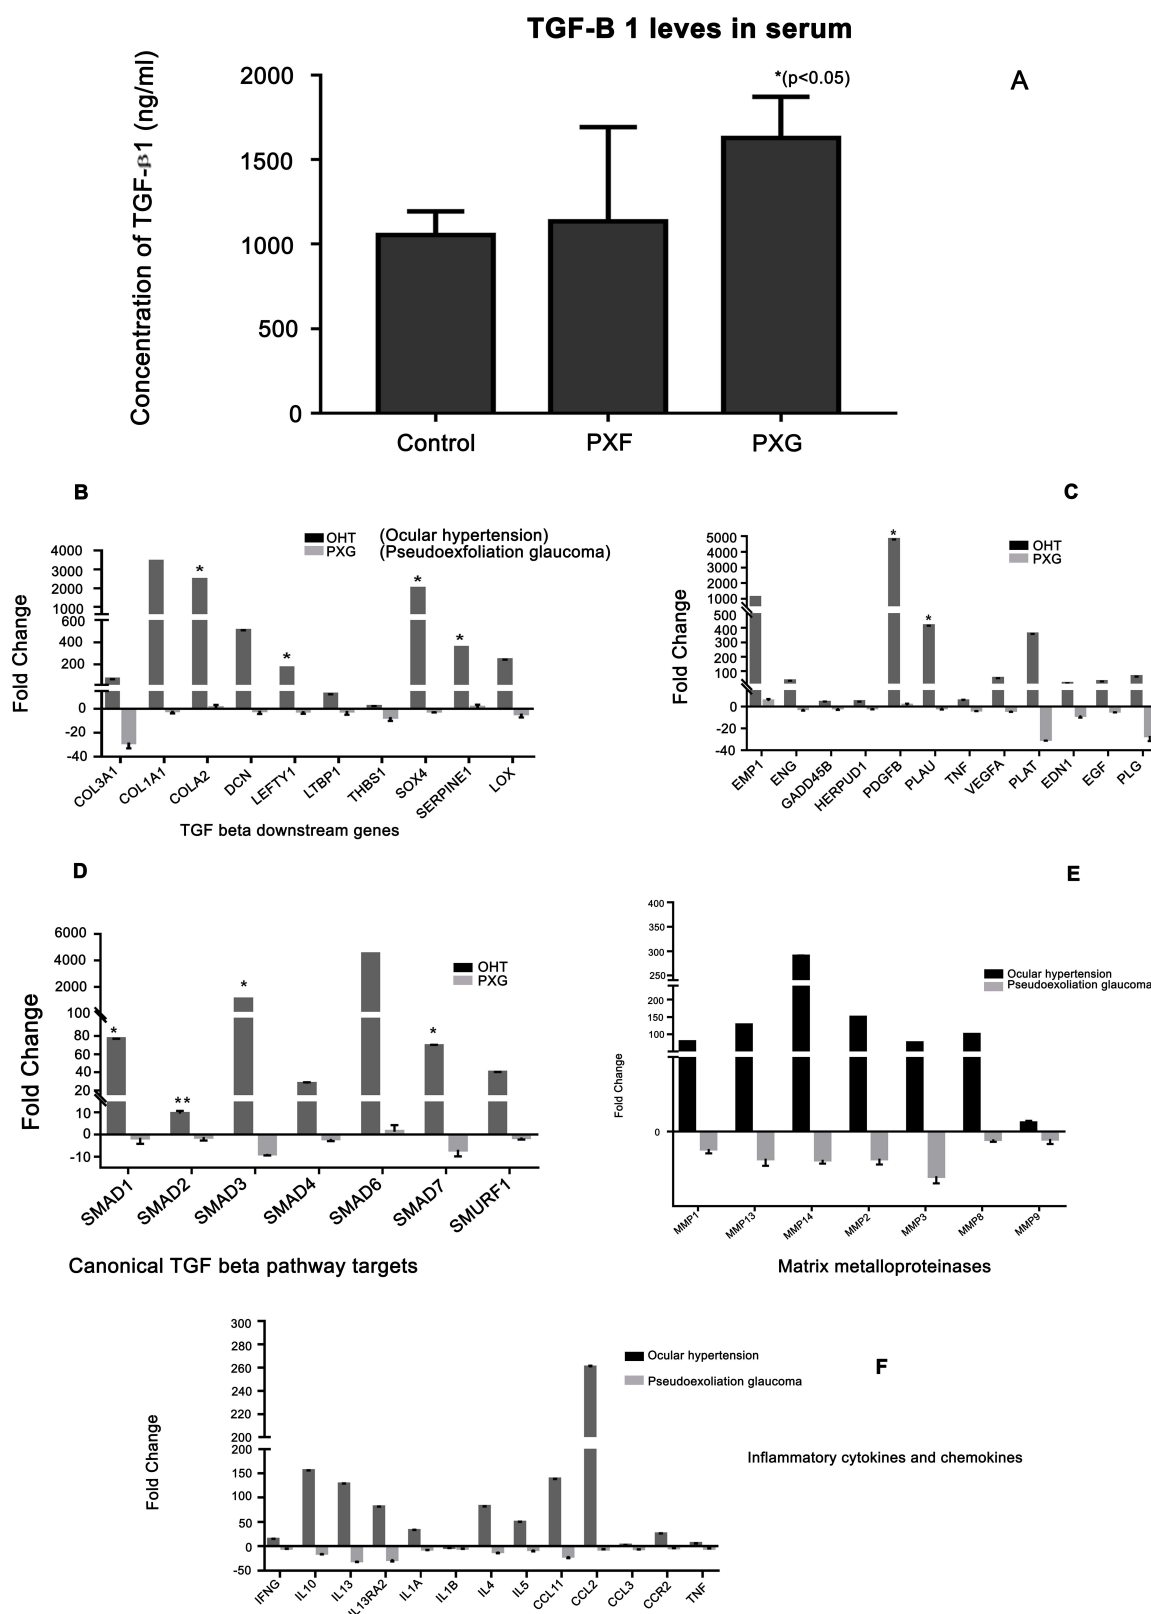 TGF-B 1 leves in serum
A
Concentration of TGF-β1 (ng/ml)
2000
1500
1000
500
0
*(p<0.05)
Control PXF PXG
B
OHT (Ocular hypertension)
PXG (Pseudoexfoliation glaucoma)
Fold Change
4000
3000
2000
1000
600
400
200
0
-20
-40
* * * *
COL3A1 COL1A1 COLA2 DCN LEFTY1 LTBP1 THBS1 SOX4 SERPINE1 LOX
TGF beta downstream genes
C
OHT
PXG
Fold Change
5000
4000
3000
2000
1000
500
400
300
200
100
0
-20
-40
* *
EMP1 ENG GADD45B HERPUD1 PDGFB PLAU TNF VEGFA PLAT EDN1 EGF PLG
D
OHT
PXG
Fold Change
6000
4000
2000
100
80
60
40
20
10
0
-10
* ** * *
SMAD1 SMAD2 SMAD3 SMAD4 SMAD6 SMAD7 SMURF1
Canonical TGF beta pathway targets
E
Ocular hypertension
Pseudoexoliation glaucoma
Fold Change
400
350
300
250
200
150
100
0
MMP1 MMP13 MMP14 MMP2 MMP3 MMP8 MMP9
Matrix metalloproteinases
F
Ocular hypertension
Pseudoexoliation glaucoma
Inflammatory cytokines and chemokines
Fold Change
300
280
260
240
220
200
200
150
100
50
0
-50
IFNG IL10 IL13 IL13RA2 IL1A IL1B IL4 IL5 CCL11 CCL2 CCL3 CCR2 TNF